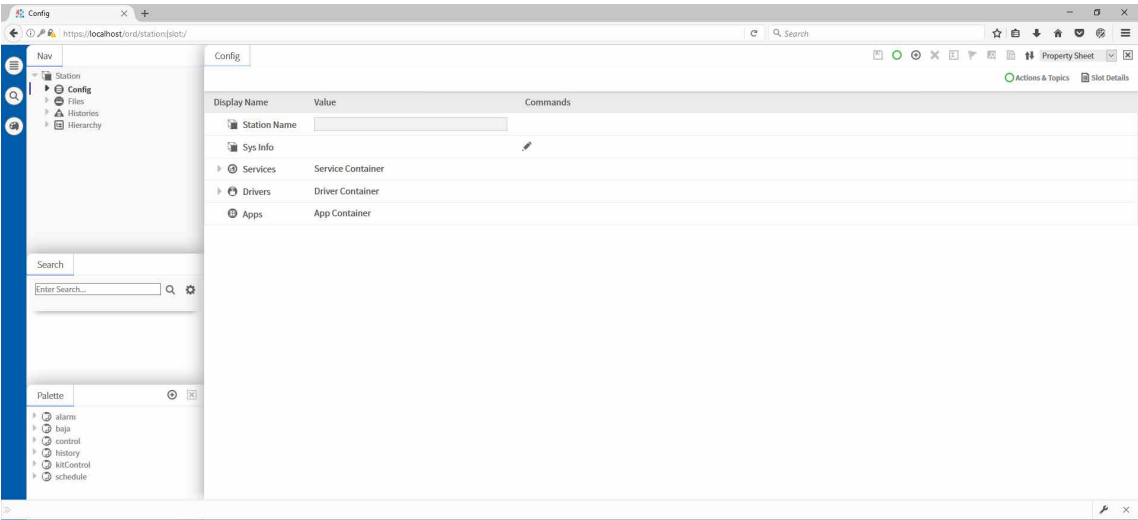 Config
https://localhost/ord/station:|slot:/
Search
Nav
Station
Config
Files
Histories
Hierarchy
Search
Enter Search...
Palette
alarm
baja
control
history
kitControl
schedule
Config
Property Sheet
Actions & Topics Slot Details
Display Name Value Commands
Station Name
Sys Info
Services Service Container
Drivers Driver Container
Apps App Container